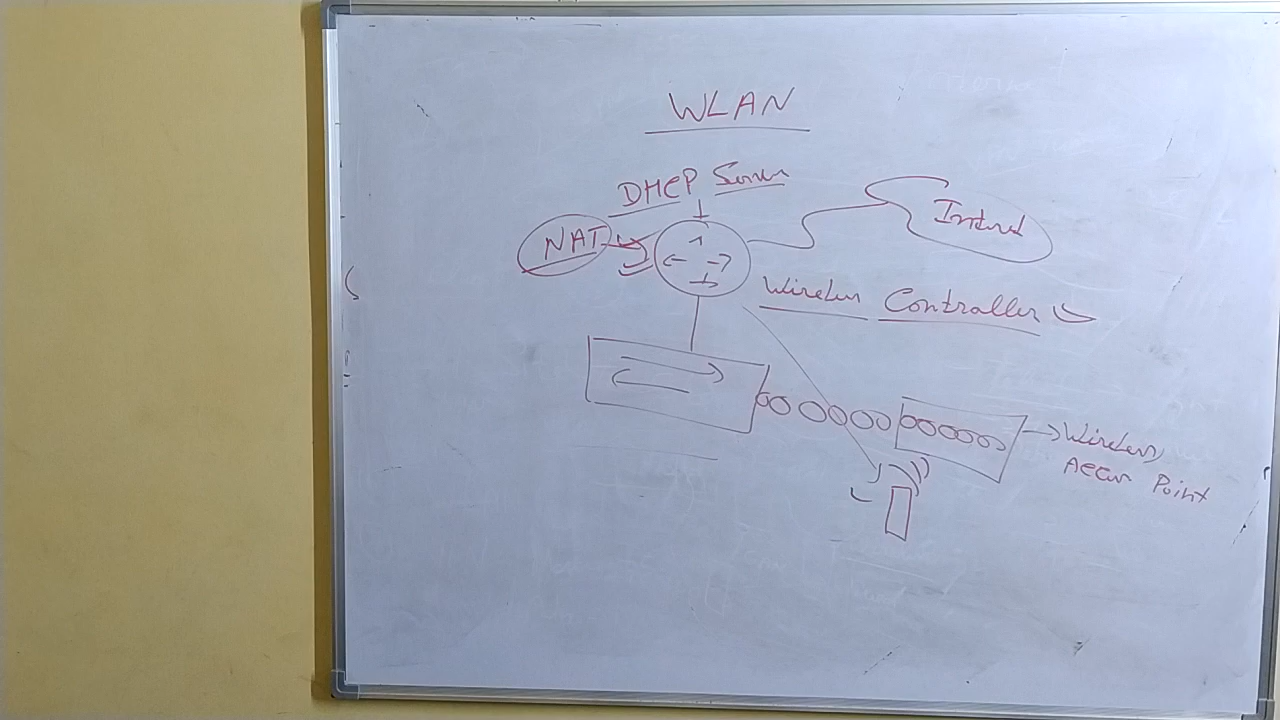 WLAN
DHCP Server
NAT
Internet
Wireless Controller
Wireless
Access Point